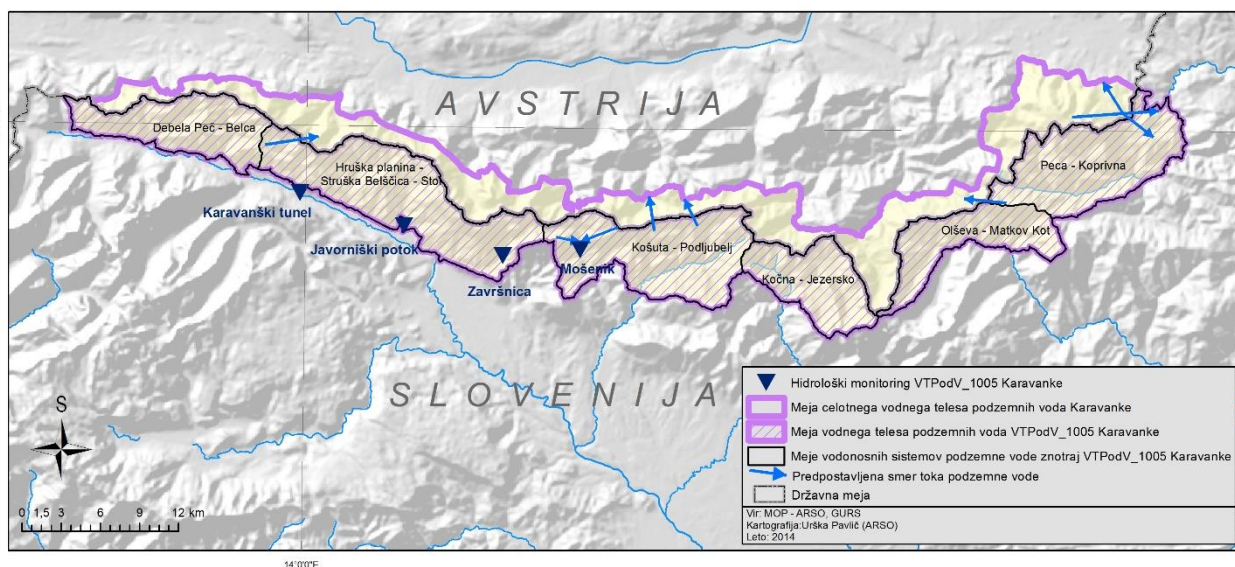 AVSTRIJA
Debela Peč - Belca
Hruška planina -
Struška Belščica - Stol
Karavanški tunel
Javorniški potok
Završnica
Mošenik
Košuta - Podljubelj
Kočna - Jezersko
Olševa - Matkov Kot
Peca - Koprivna
SLOVENIJA
S
0 1,5 3 6 9 12 km
Hidrološki monitoring VTPodV_1005 Karavanke
Meja celotnega vodnega telesa podzemnih voda Karavanke
Meja vodnega telesa podzemnih voda VTPodV_1005 Karavanke
Meje vodonosnih sistemov podzemne vode znotraj VTPodV_1005 Karavanke
Predpostavljena smer toka podzemne vode
Državna meja
Vir: MOP - ARSO, GURS
Kartografija:Urška Pavlič (ARSO)
Leto: 2014
14°0'0"E